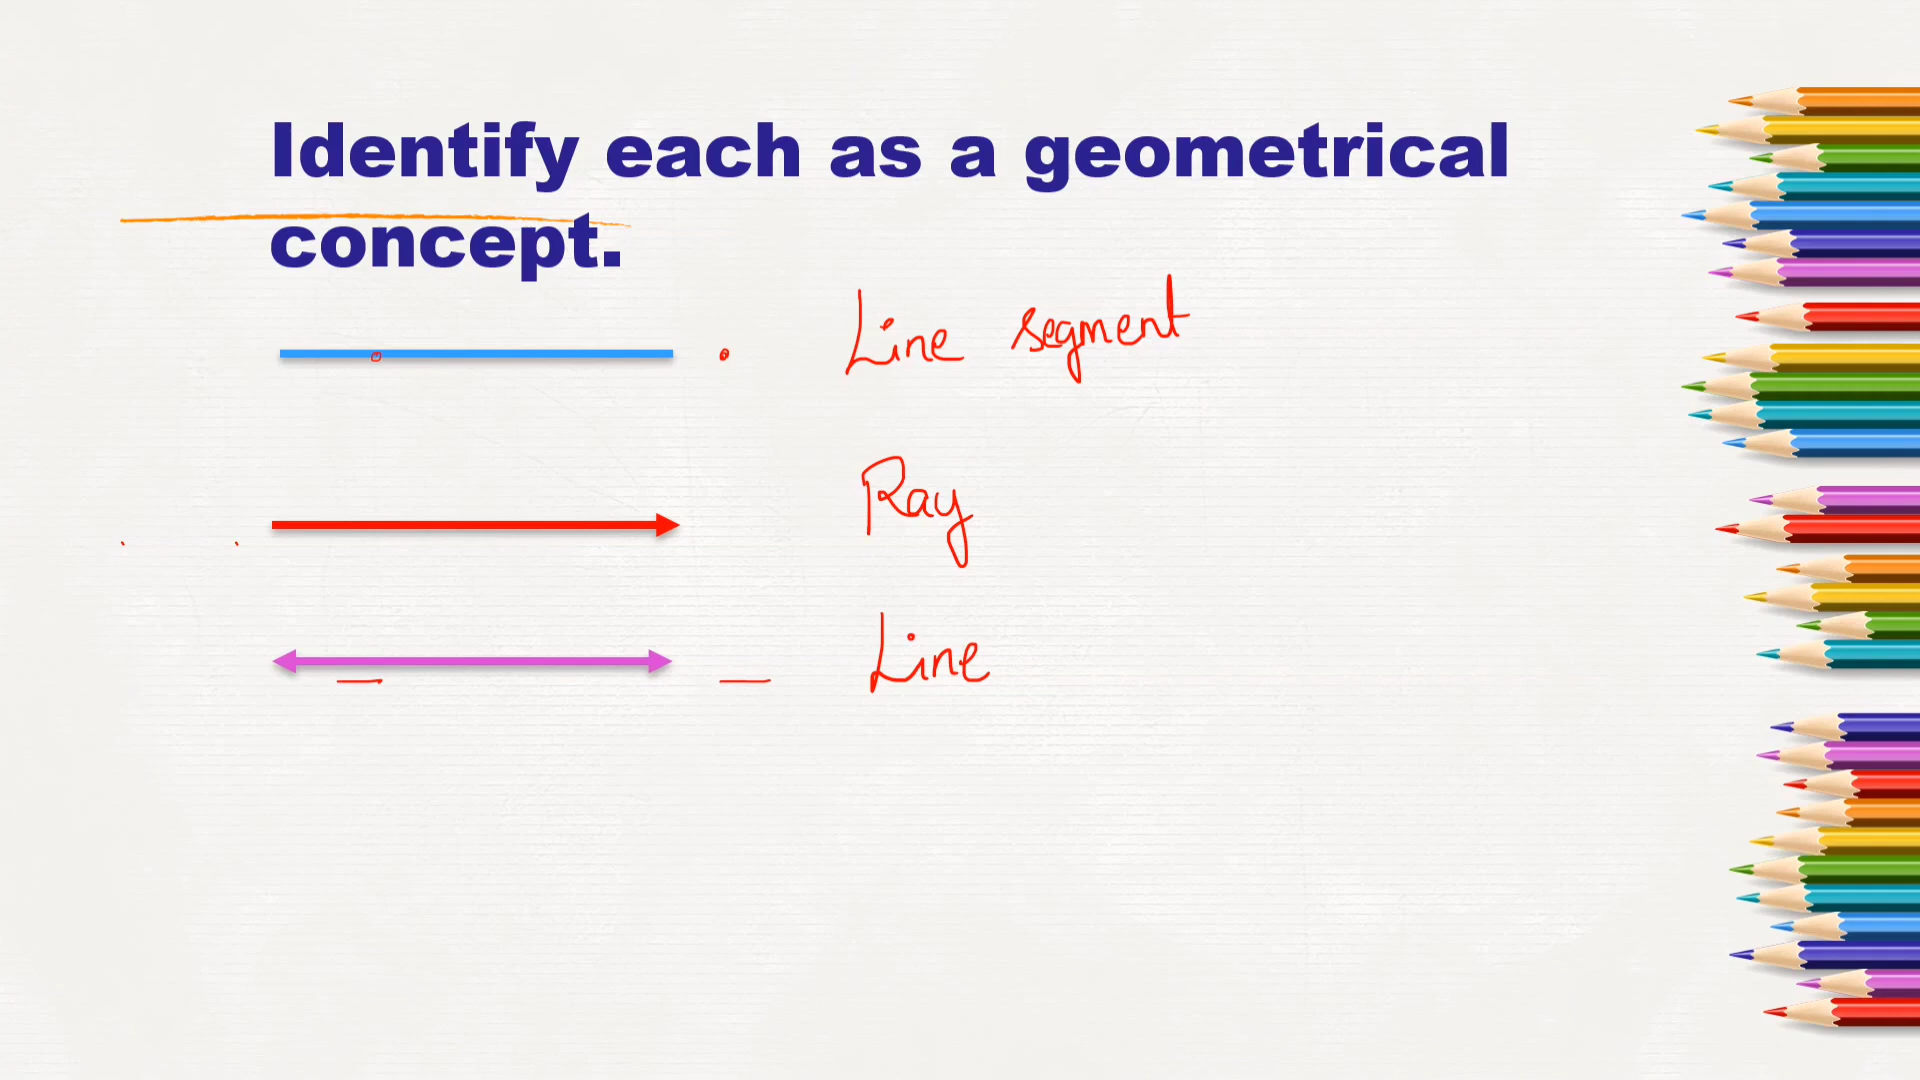 Identify each as a geometrical
concept.
Line segment
Ray
Line